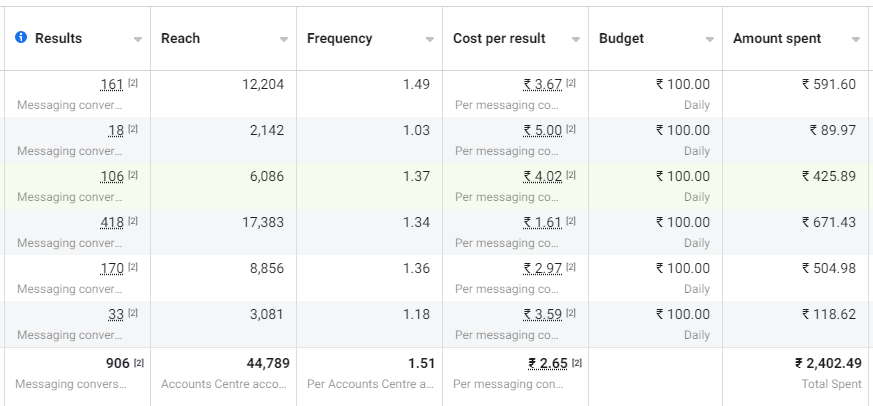 Results Reach Frequency Cost per result Budget Amount spent
161 [2] 12,204 1.49 ₹ 3.67 [2] ₹ 100.00 ₹ 591.60
Messaging conver... Per messaging co... Daily
18 [2] 2,142 1.03 ₹ 5.00 [2] ₹ 100.00 ₹ 89.97
Messaging conver... Per messaging co... Daily
106 [2] 6,086 1.37 ₹ 4.02 [2] ₹ 100.00 ₹ 425.89
Messaging conver... Per messaging co... Daily
418 [2] 17,383 1.34 ₹ 1.61 [2] ₹ 100.00 ₹ 671.43
Messaging conver... Per messaging co... Daily
170 [2] 8,856 1.36 ₹ 2.97 [2] ₹ 100.00 ₹ 504.98
Messaging conver... Per messaging co... Daily
33 [2] 3,081 1.18 ₹ 3.59 [2] ₹ 100.00 ₹ 118.62
Messaging conver... Per messaging co... Daily
906 [2] 44,789 1.51 ₹ 2.65 [2] ₹ 2,402.49
Messaging convers... Accounts Centre acco... Per Accounts Centre a... Per messaging con... Total Spent